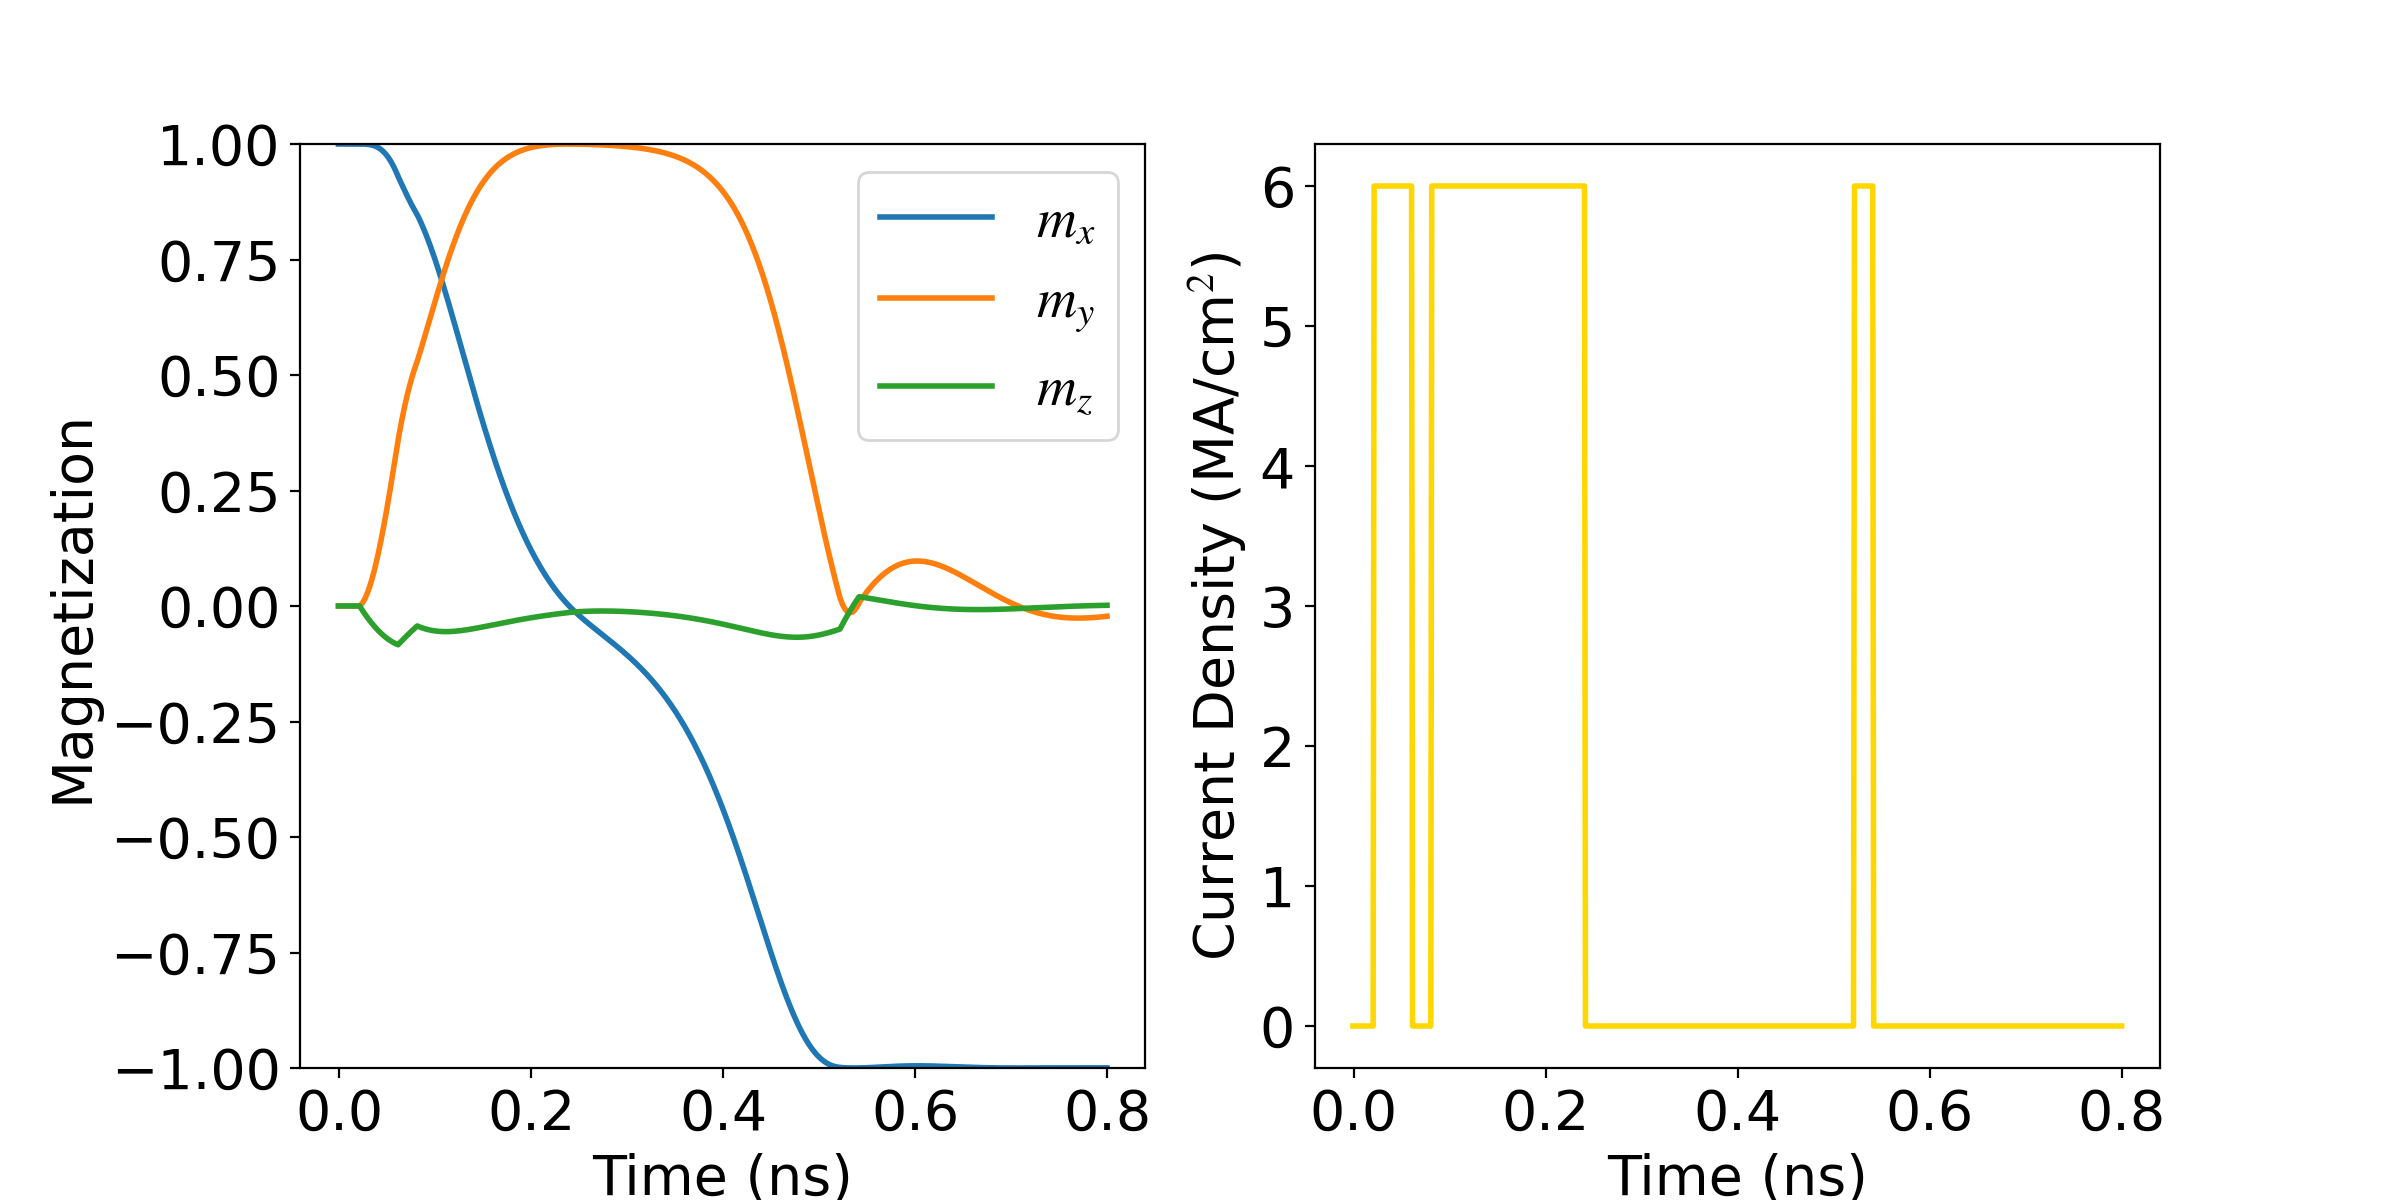 1.00
0.75
0.50
0.25
0.00
−0.25
−0.50
−0.75
−1.00
Magnetization
0.0 0.2 0.4 0.6 0.8
Time (ns)
m_x
m_y
m_z
6
5
4
3
2
1
0
Current Density (MA/cm²)
0.0 0.2 0.4 0.6 0.8
Time (ns)